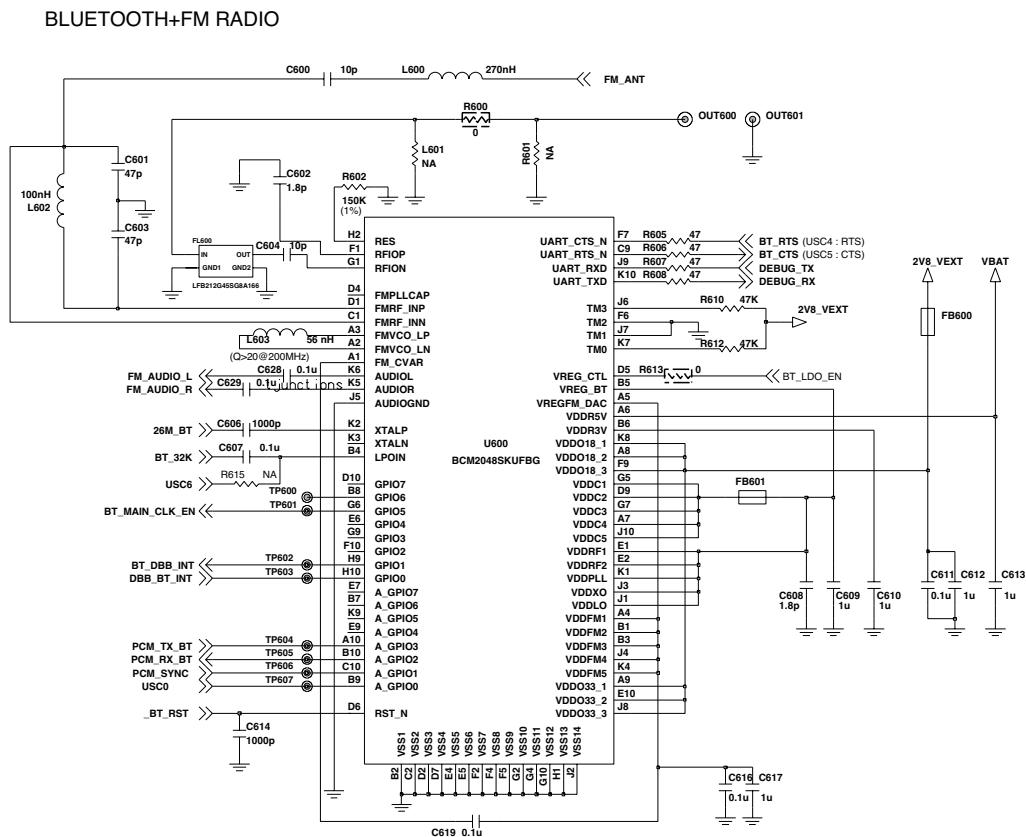 BLUETOOTH+FM RADIO
C600 10p L600 270nH FM_ANT
R600 0 OUT600 OUT601
L601 NA R601 NA
C601 47p
C602 1.8p
R602 150K (1%)
100nH L602
C603 47p
FL600 IN OUT GND1 GND2 LFB212G45SG8A166
C604 10p
H2 RES
F1 RFIOP
G1 RFION
D4 FMPLLCAP
D1 FMRF_INP
C1 FMRF_INN
A3 FMVCO_LP
A2 FMVCO_LN
A1 FM_CVAR
K6 AUDIOL
K5 AUDIOR
J5 AUDIOGND
K2 XTALP
K3 XTALN
B4 LPOIN
D10 GPIO7
B8 GPIO6
G6 GPIO5
E6 GPIO4
G9 GPIO3
F10 GPIO2
H9 GPIO1
H10 GPIO0
E7 A_GPIO7
B7 A_GPIO6
K9 A_GPIO5
E9 A_GPIO4
A10 A_GPIO3
B10 A_GPIO2
C10 A_GPIO1
B9 A_GPIO0
D6 RST_N
L603 56 nH
(Q>20@200MHz)
FM_AUDIO_L C628 0.1u
FM_AUDIO_R C629 0.1u
tjunctions
26M_BT C606 1000p
BT_32K C607 0.1u
USC6 R615 NA
TP600
BT_MAIN_CLK_EN TP601
BT_DBB_INT TP602
DBB_BT_INT TP603
PCM_TX_BT TP604
PCM_RX_BT TP605
PCM_SYNC TP606
USC0 TP607
_BT_RST
C614 1000p
U600
BCM2048SKUFBG
UART_CTS_N F7 R605 47 BT_RTS (USC4 : RTS)
UART_RTS_N C9 R606 47 BT_CTS (USC5 : CTS)
UART_RXD J9 R607 47 DEBUG_TX
UART_TXD K10 R608 47 DEBUG_RX
TM3 J6 R610 47K
TM2 F6 2V8_VEXT
TM1 J7
TM0 K7 R612 47K
VREG_CTL D5 R613 0 BT_LDO_EN
VREG_BT B5
VREGFM_DAC A5
VDDR5V A6
VDDR3V B6
VDDO18_1 K8
VDDO18_2 A8
VDDO18_3 F9
VDDC1 G5
VDDC2 D9 FB601
VDDC3 G7
VDDC4 A7
VDDC5 J10
VDDRF1 E1
VDDRF2 E2
VDDPLL K1
VDDXO J3
VDDLO J1
VDDFM1 A4
VDDFM2 B1
VDDFM3 B3
VDDFM4 J4
VDDFM5 K4
VDDO33_1 A9
VDDO33_2 E10
VDDO33_3 J8
2V8_VEXT VBAT
FB600
C608 1.8p
C609 1u
C610 1u
C611 0.1u
C612 1u
C613 1u
VSS1 VSS2 VSS3 VSS4 VSS5 VSS6 VSS7 VSS8 VSS9 VSS10 VSS11 VSS12 VSS13 VSS14
B2 C2 D2 D7 E4 E5 F2 F4 F5 G2 G4 G10 H1 J2
C616 0.1u
C617 1u
C619 0.1u